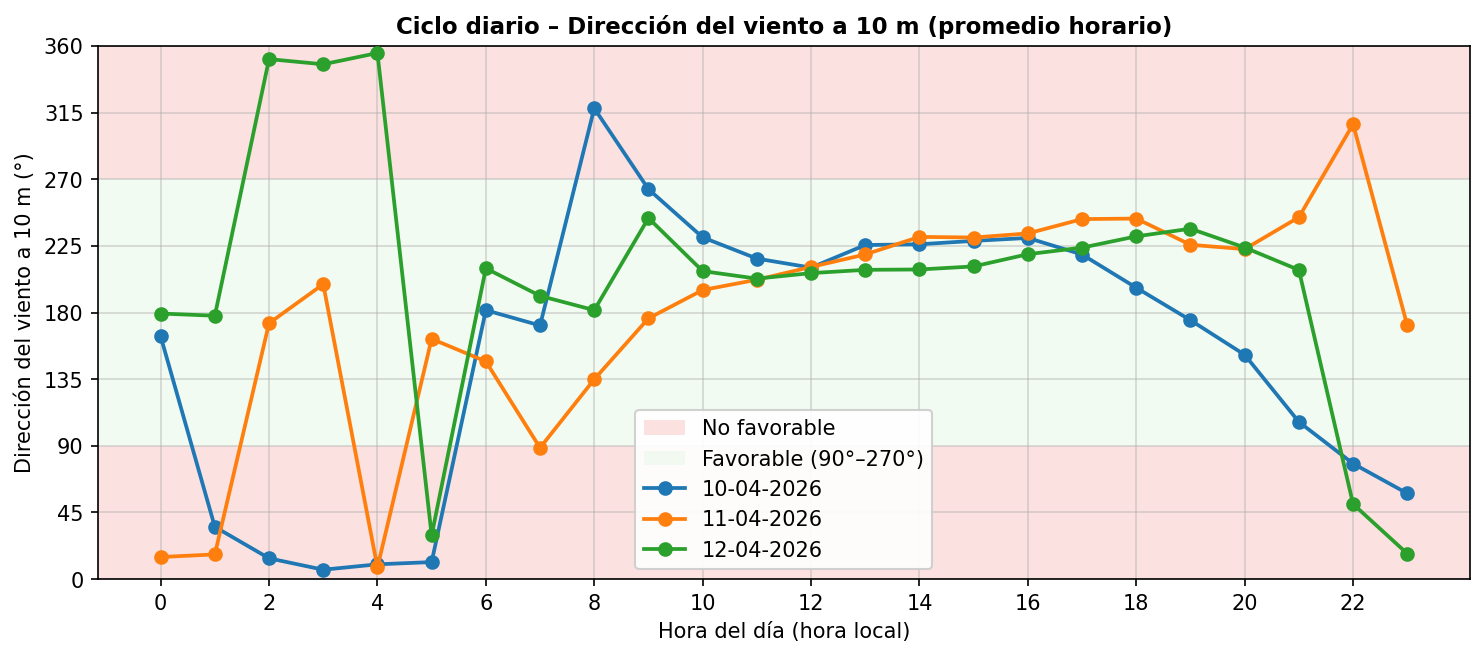 Ciclo diario – Dirección del viento a 10 m (promedio horario)
Dirección del viento a 10 m (°)
360
315
270
225
180
135
90
45
0
No favorable
Favorable (90°–270°)
10-04-2026
11-04-2026
12-04-2026
0 2 4 6 8 10 12 14 16 18 20 22
Hora del día (hora local)